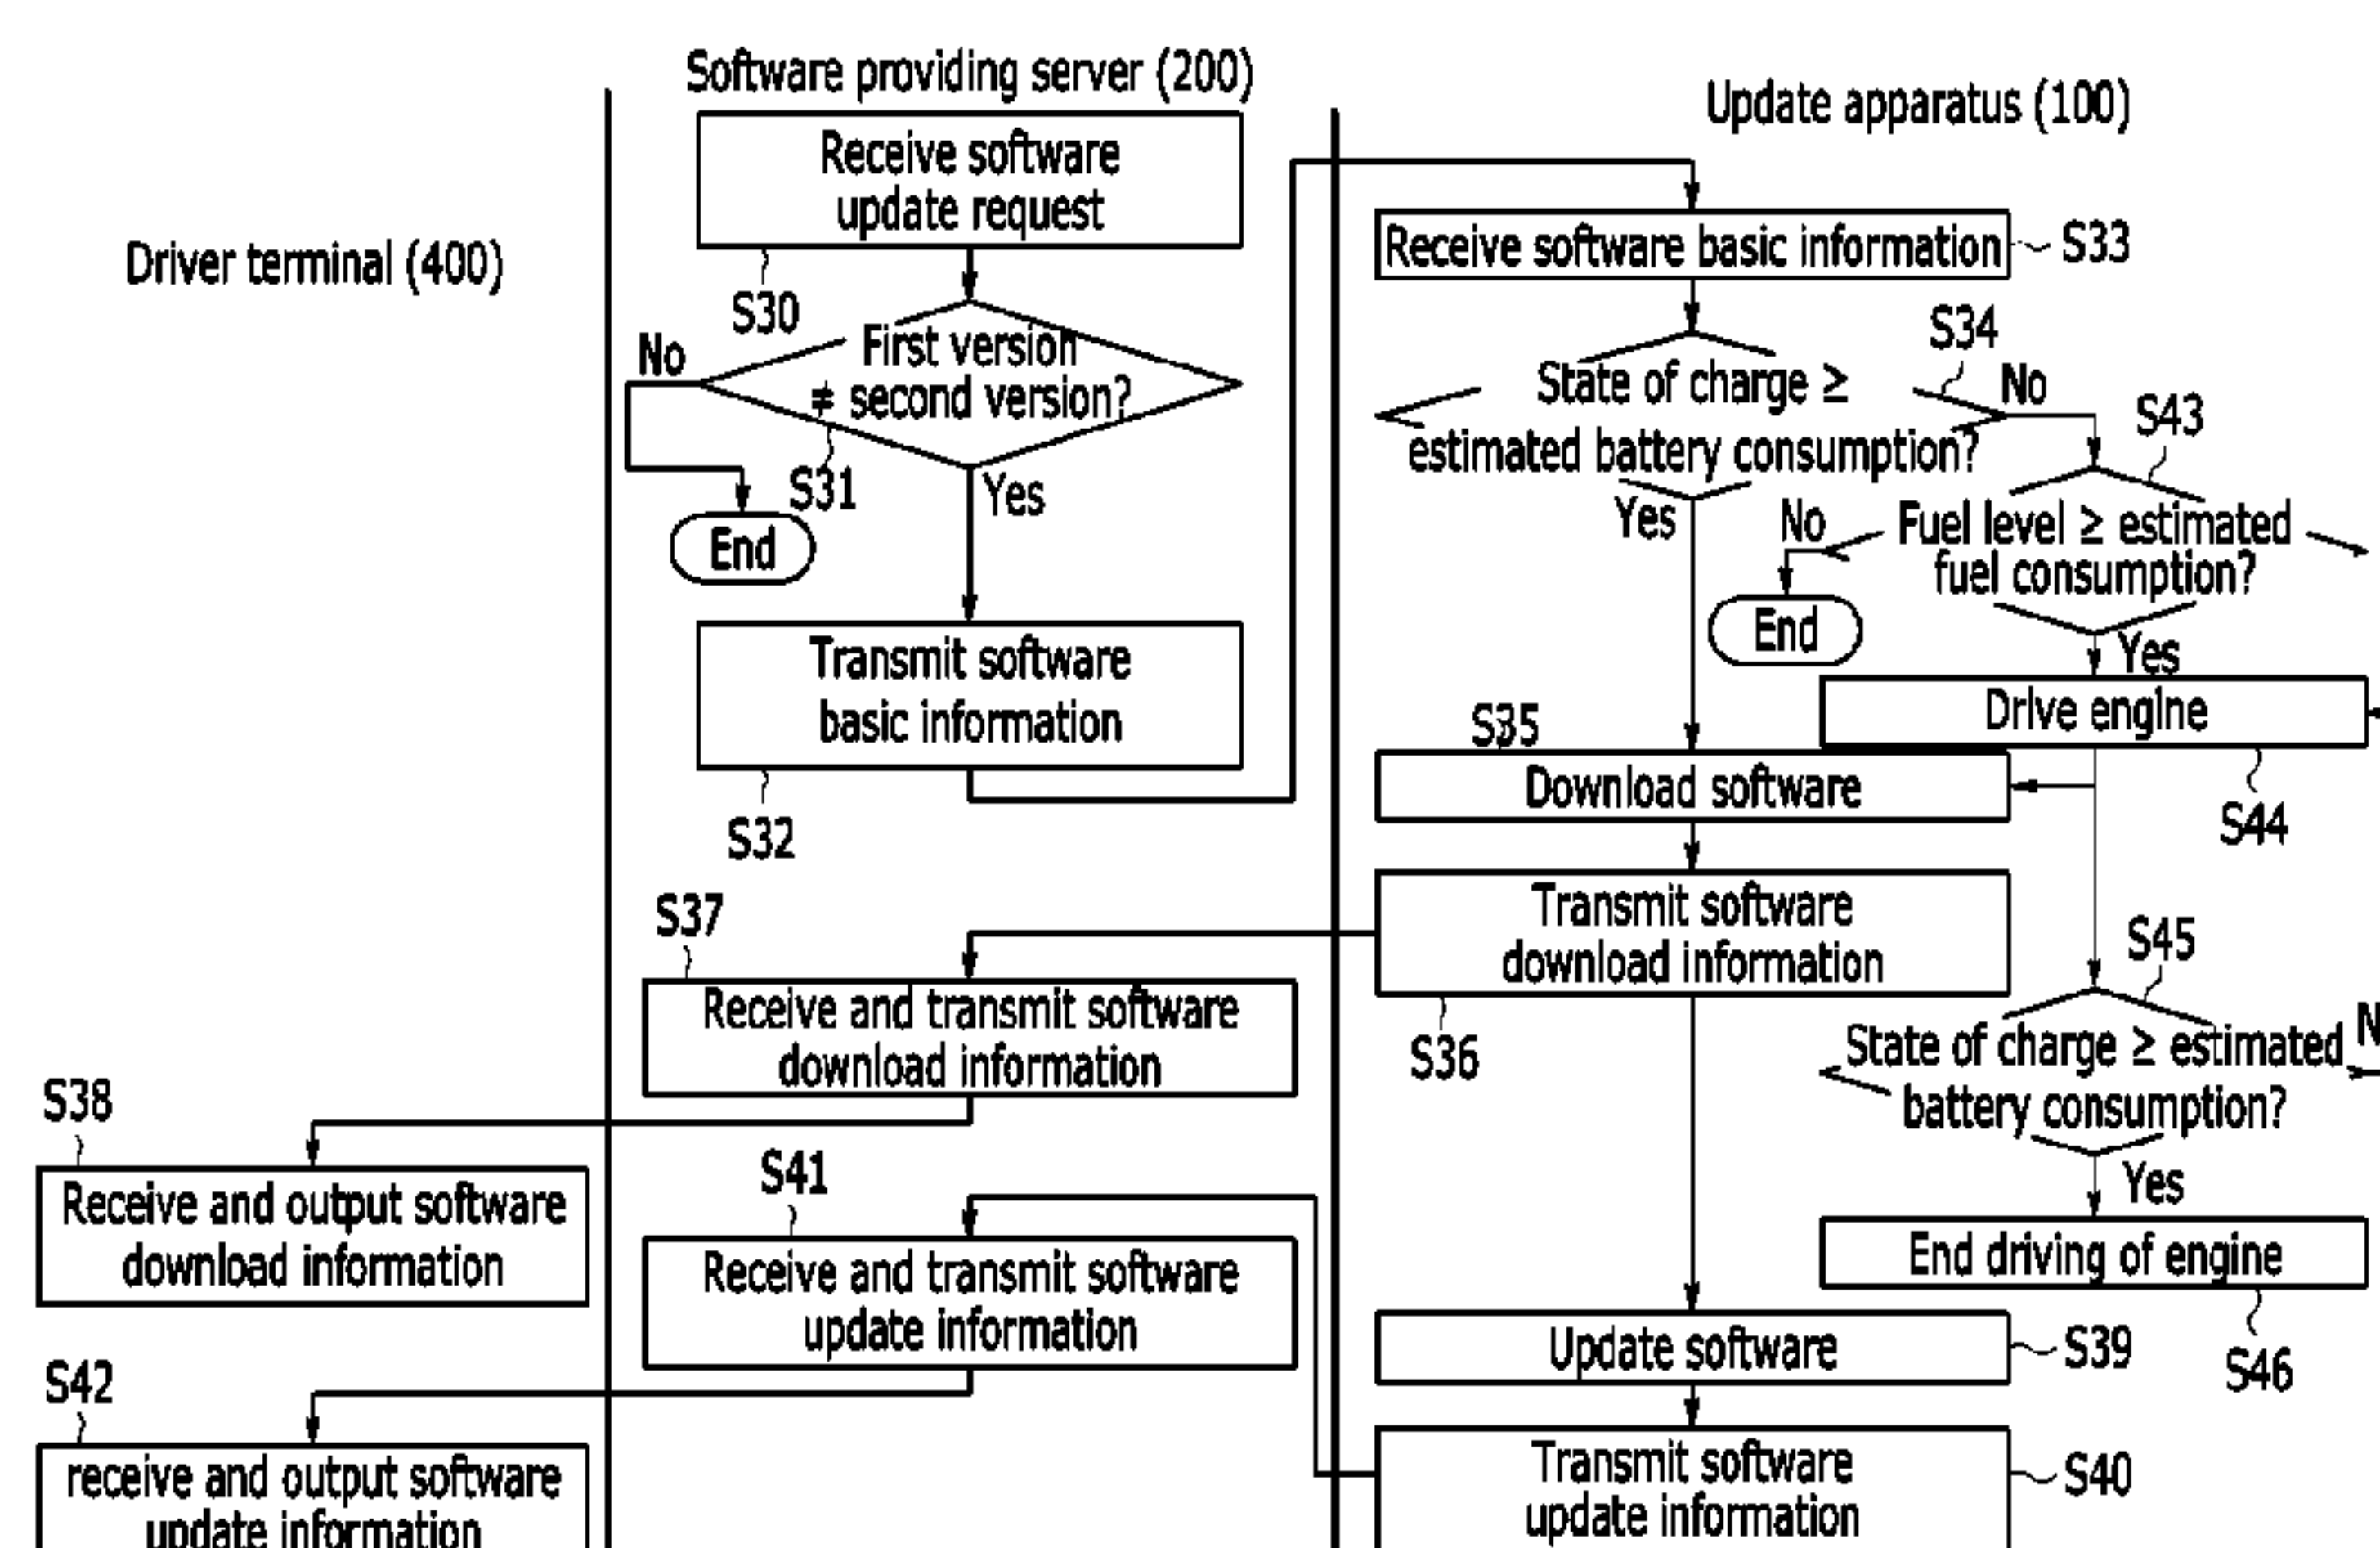 Software providing server (200)
Update apparatus (100)
Driver terminal (400)
Receive software
update request
S30
First version
≠ second version?
No
S31
Yes
End
Transmit software
basic information
S32
Receive software basic information
S33
State of charge ≥
estimated battery consumption?
S34
No
Yes
S43
Fuel level ≥ estimated
fuel consumption?
No
End
Yes
Drive engine
S44
S35
Download software
Transmit software
download information
S36
S37
Receive and transmit software
download information
S38
Receive and output software
download information
S45
State of charge ≥ estimated
battery consumption?
Yes
End driving of engine
S46
S41
Receive and transmit software
update information
Update software
S39
S42
receive and output software
update information
Transmit software
update information
S40